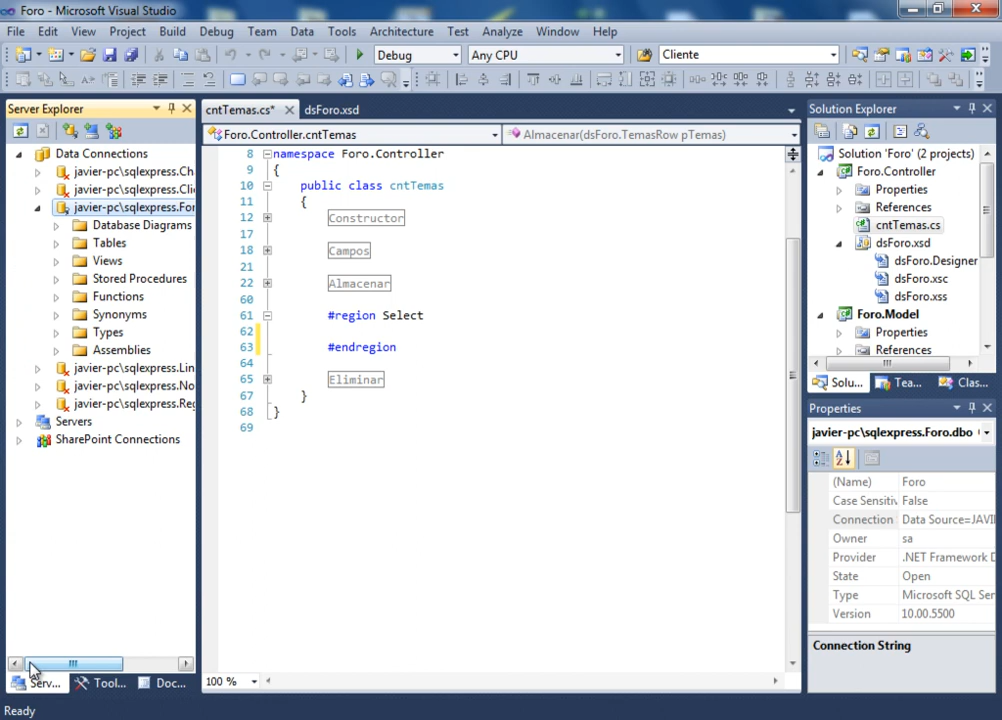 Foro - Microsoft Visual Studio
File Edit View Project Build Debug Team Data Tools Architecture Test Analyze Window Help
Debug Any CPU Cliente
Server Explorer
Data Connections
javier-pc\sqlexpress.Ch
javier-pc\sqlexpress.Cli
javier-pc\sqlexpress.For
Database Diagrams
Tables
Views
Stored Procedures
Functions
Synonyms
Types
Assemblies
javier-pc\sqlexpress.Lin
javier-pc\sqlexpress.No
javier-pc\sqlexpress.Reg
Servers
SharePoint Connections
Serv... Tool... Doc...
cntTemas.cs* dsForo.xsd
Foro.Controller.cntTemas Almacenar(dsForo.TemasRow pTemas)
8 namespace Foro.Controller
9 {
10 public class cntTemas
11 {
12 Constructor
17
18 Campos
21
22 Almacenar
60
61 #region Select
62
63 #endregion
64
65 Eliminar
67 }
68 }
69
100 %
Solution Explorer
Solution 'Foro' (2 projects)
Foro.Controller
Properties
References
cntTemas.cs
dsForo.xsd
dsForo.Designer
dsForo.xsc
dsForo.xss
Foro.Model
Properties
References
Solu... Tea... Clas...
Properties
javier-pc\sqlexpress.Foro.dbo
(Name) Foro
Case Sensitiv False
Connection Data Source=JAVI
Owner sa
Provider .NET Framework D
State Open
Type Microsoft SQL Ser
Version 10.00.5500
Connection String
Ready